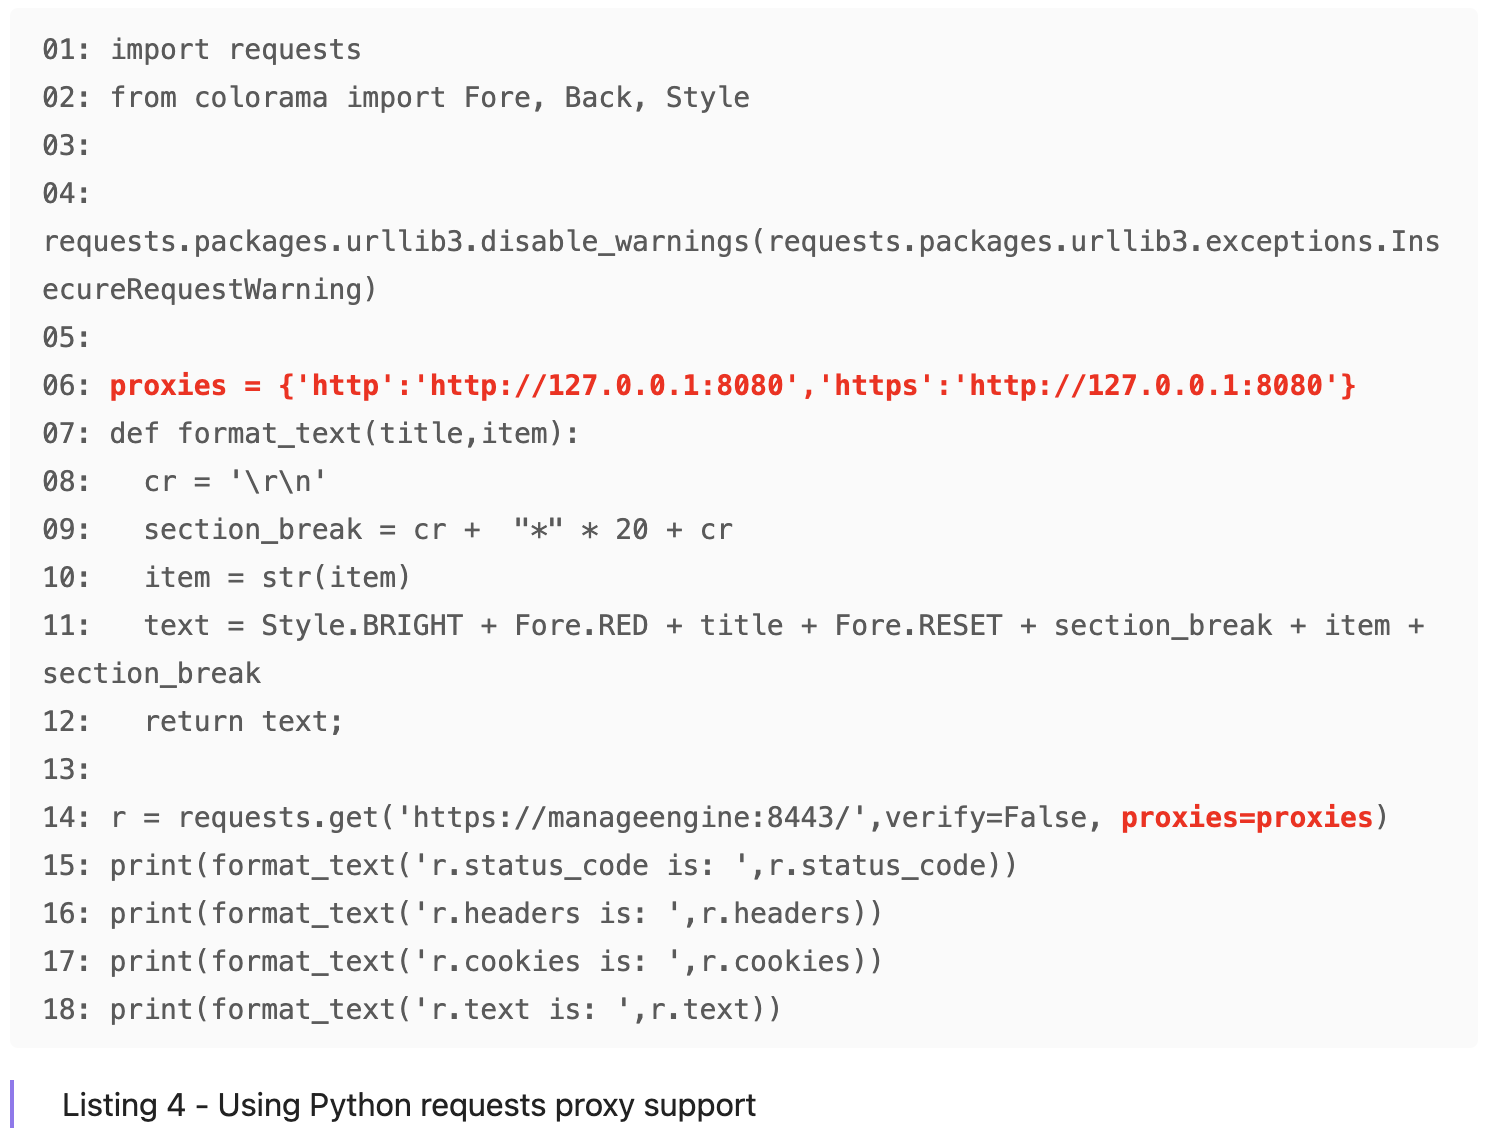 01: import requests
02: from colorama import Fore, Back, Style
03:
04:
requests.packages.urllib3.disable_warnings(requests.packages.urllib3.exceptions.Ins
ecureRequestWarning)
05:
06: proxies = {'http':'http://127.0.0.1:8080','https':'http://127.0.0.1:8080'}
07: def format_text(title,item):
08:   cr = '\r\n'
09:   section_break = cr +  "*" * 20 + cr
10:   item = str(item)
11:   text = Style.BRIGHT + Fore.RED + title + Fore.RESET + section_break + item +
section_break
12:   return text;
13:
14: r = requests.get('https://manageengine:8443/',verify=False, proxies=proxies)
15: print(format_text('r.status_code is: ',r.status_code))
16: print(format_text('r.headers is: ',r.headers))
17: print(format_text('r.cookies is: ',r.cookies))
18: print(format_text('r.text is: ',r.text))
Listing 4 - Using Python requests proxy support